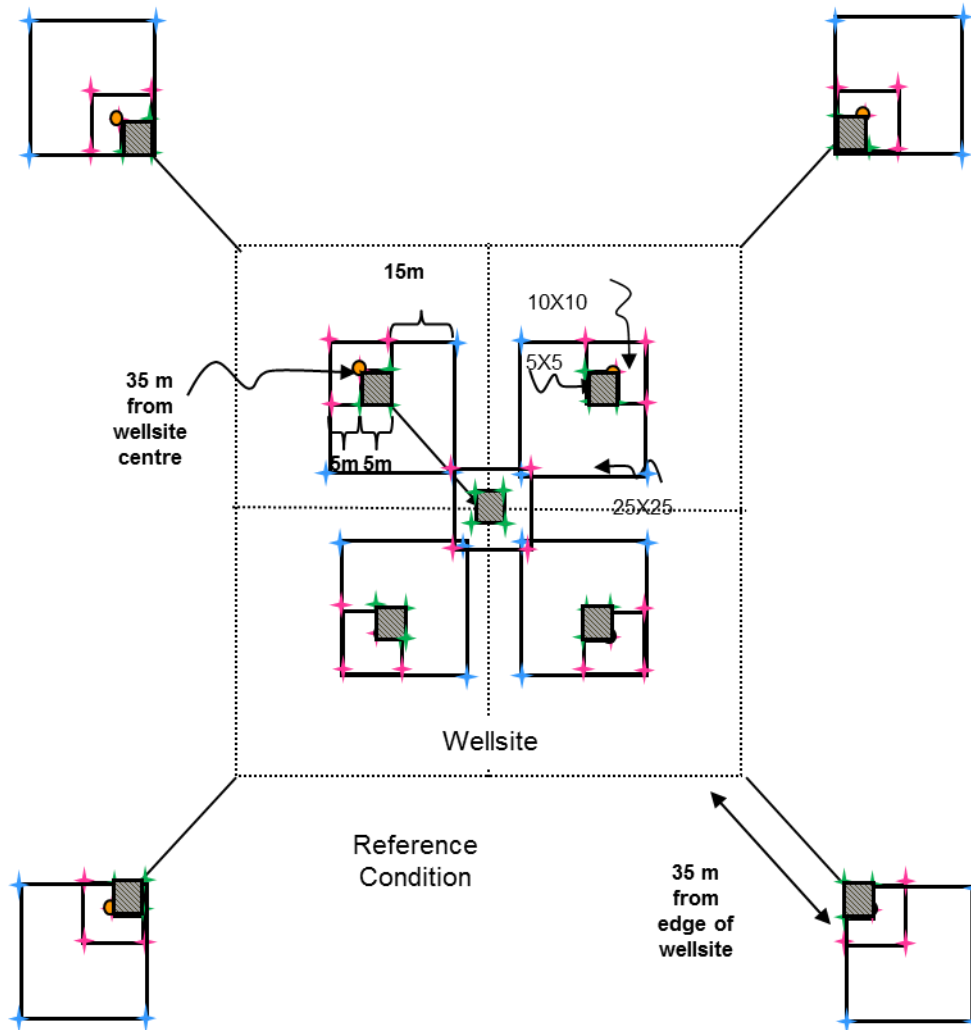 15m
10X10
5X5
35 m
from
wellsite
centre
5m 5m
25X25
Wellsite
Reference
Condition
35 m
from
edge of
wellsite